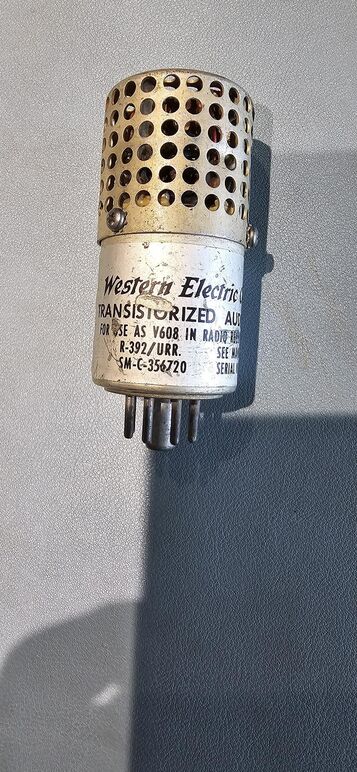 Western Electric
TRANSISTORIZED
FOR USE AS V608 IN RADIO
R-392/URR. SEE
SM-C-356720 SERIAL